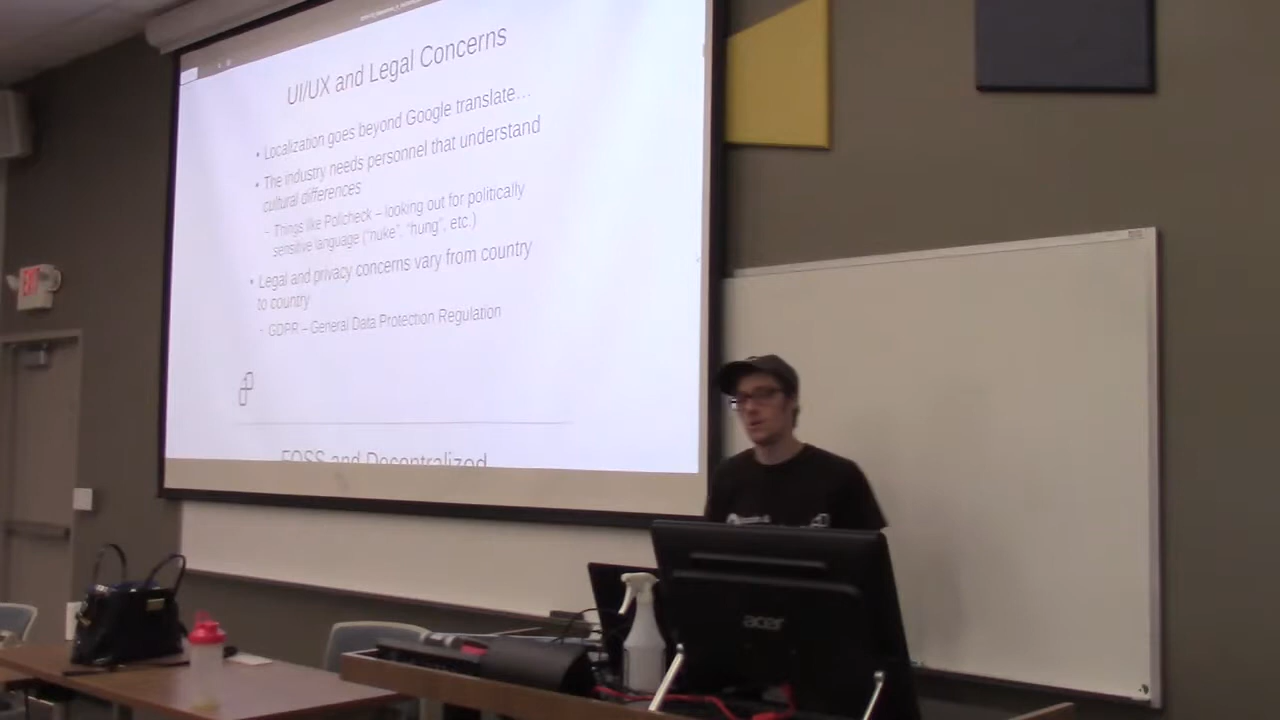 UI/UX and Legal Concerns
• Localization goes beyond Google translate…
• The industry needs personnel that understand
cultural differences
– Things like Policheck – looking out for politically
sensitive language ("nuke", "hung", etc.)
• Legal and privacy concerns vary from country
to country
– GDPR – General Data Protection Regulation
FOSS and Decentralized
EXIT
acer